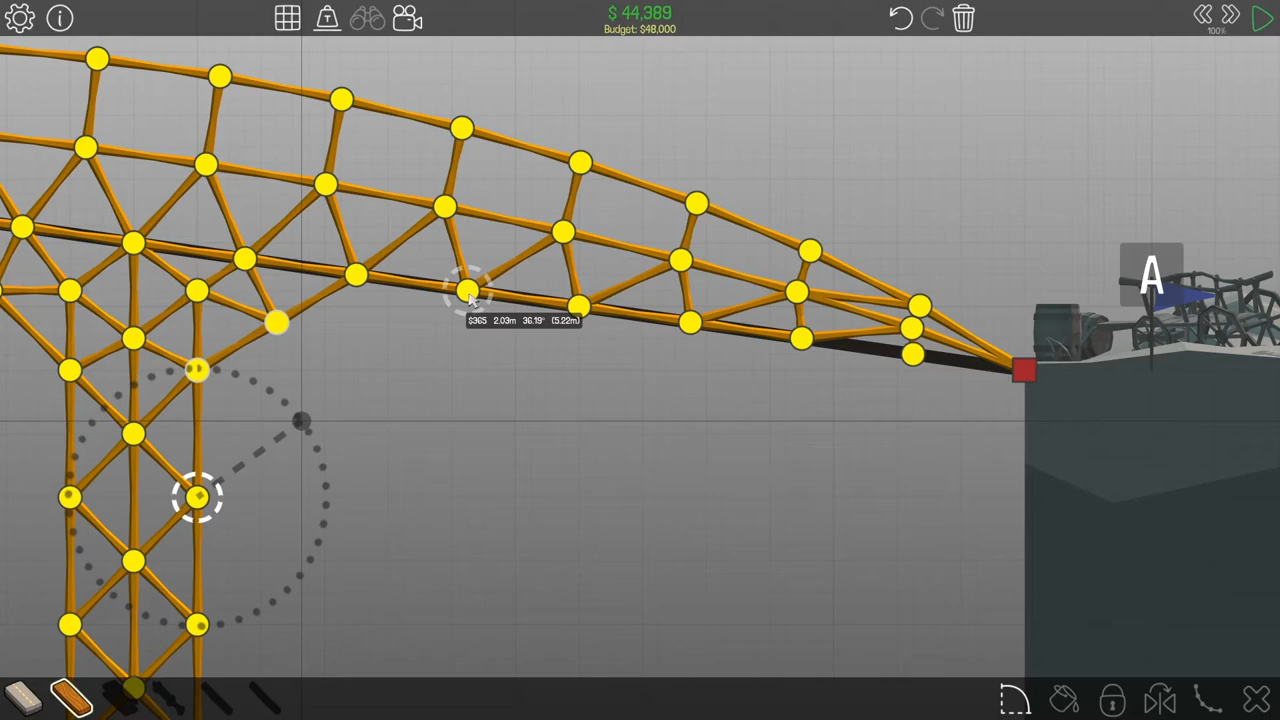 $ 44,389
Budget: $48,000
100%
T
A
$365 2.03m 36.19° (5.22m)